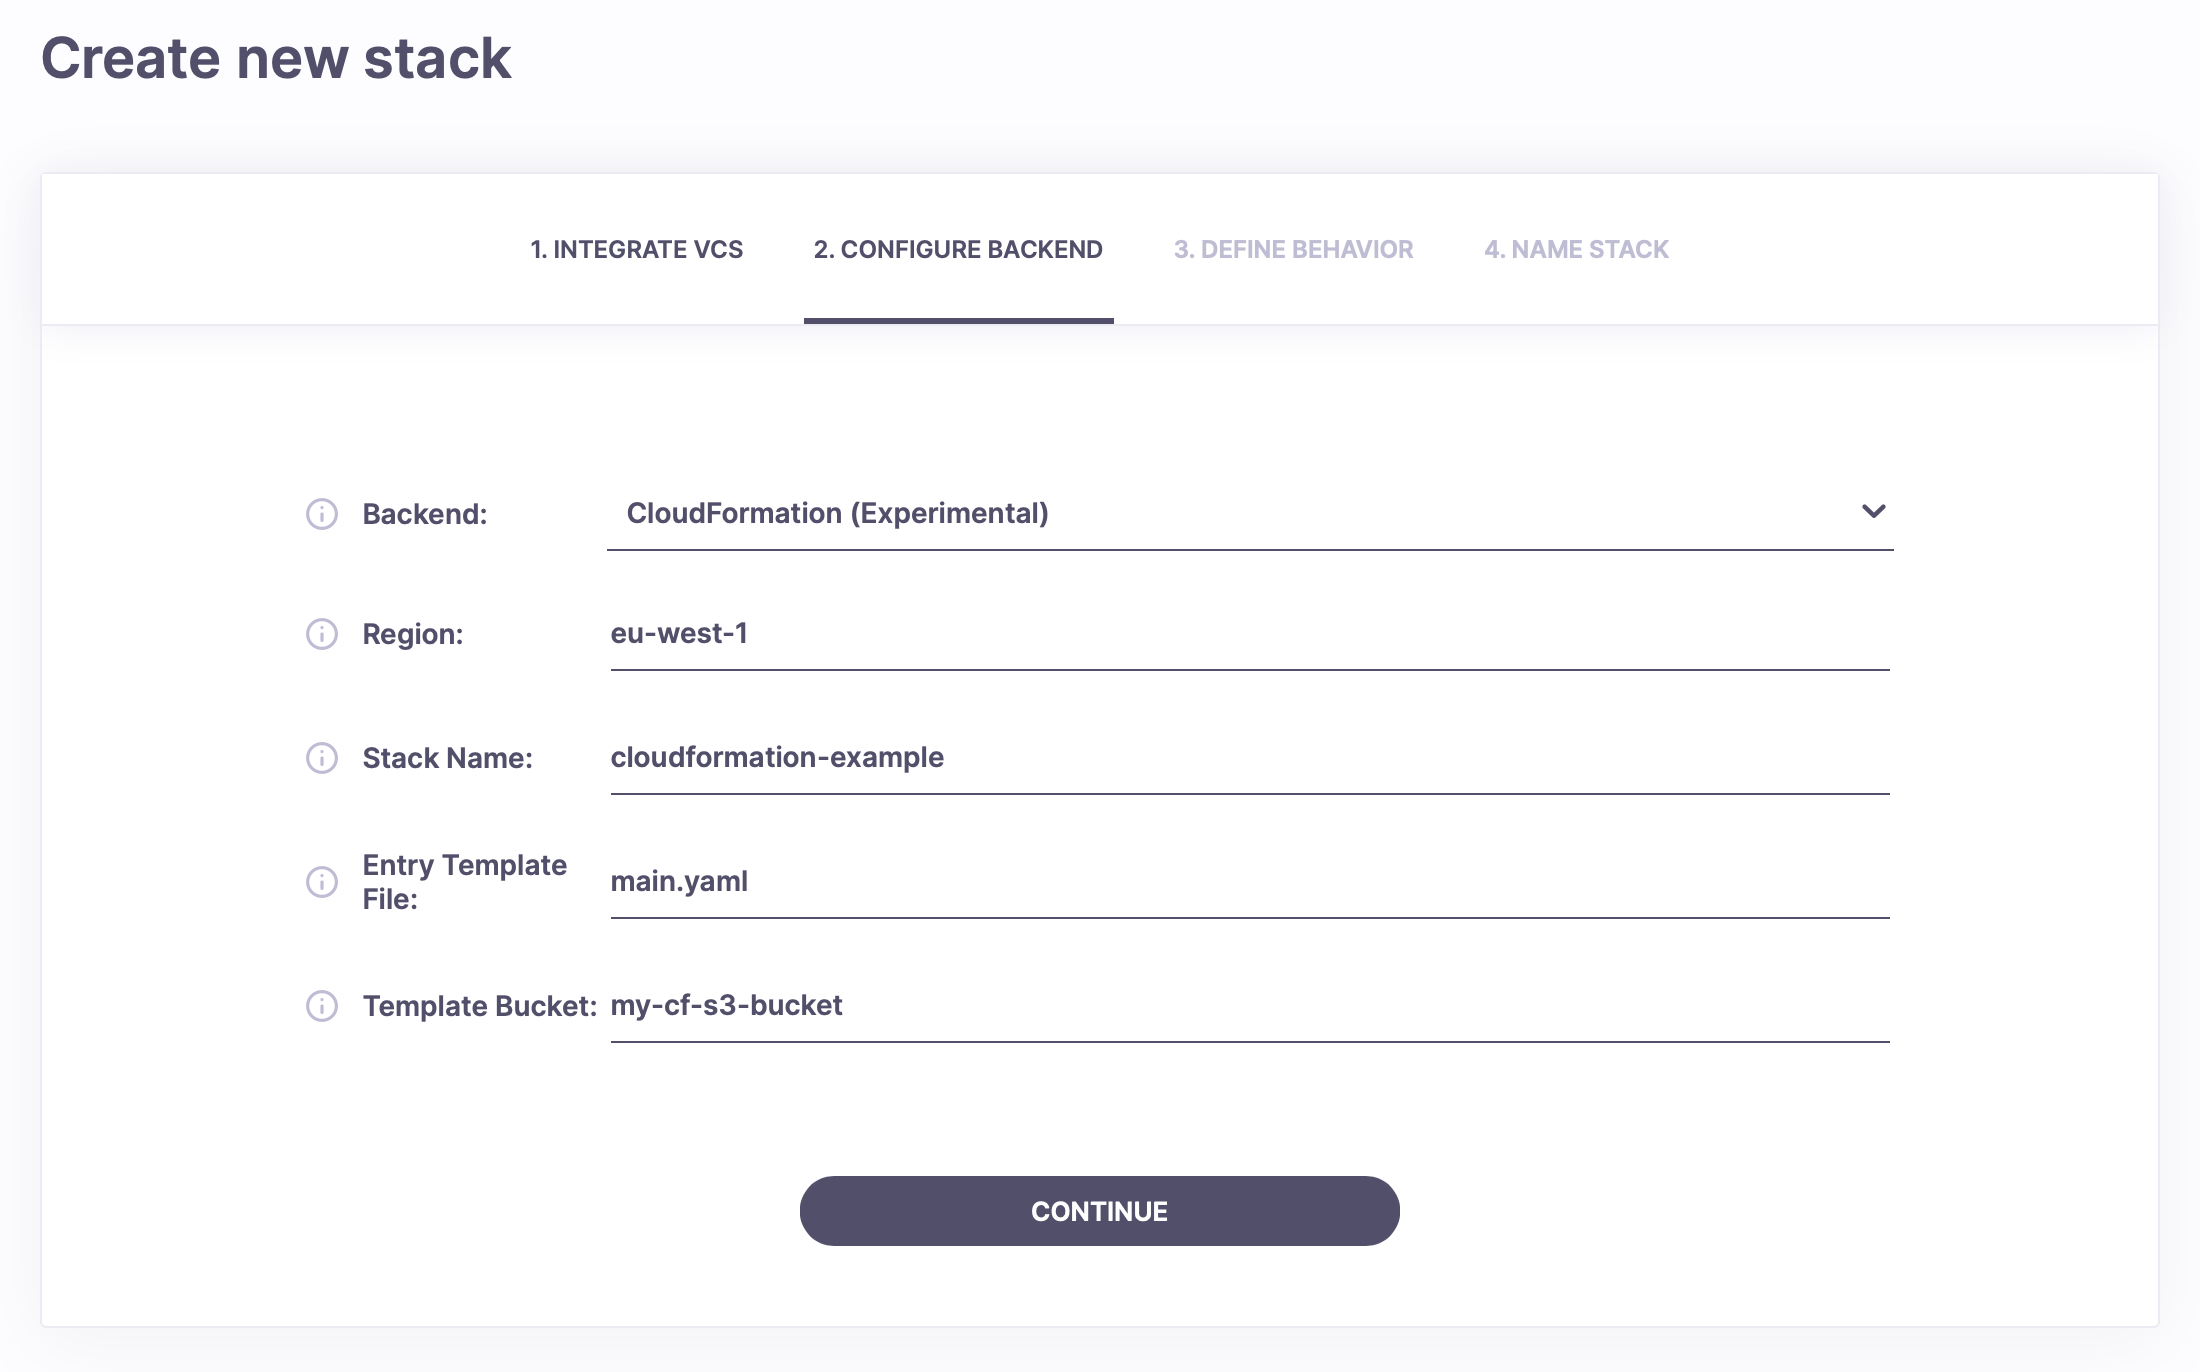 Create new stack
1. INTEGRATE VCS
2. CONFIGURE BACKEND
3. DEFINE BEHAVIOR
4. NAME STACK
Backend:
CloudFormation (Experimental)
Region:
eu-west-1
Stack Name:
cloudformation-example
Entry Template
File:
main.yaml
Template Bucket:
my-cf-s3-bucket
CONTINUE